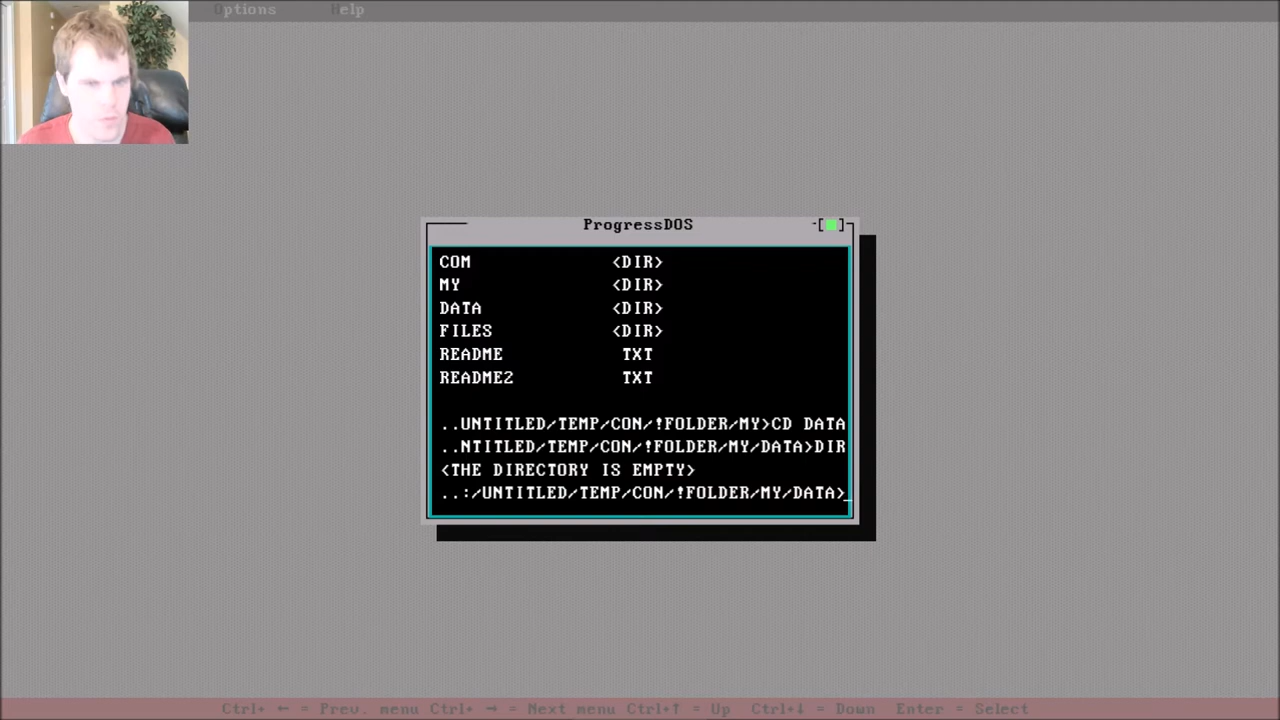 Options Help
ProgressDOS
COM <DIR>
MY <DIR>
DATA <DIR>
FILES <DIR>
README TXT
README2 TXT
..UNTITLED/TEMP/CON/!FOLDER/MY>CD DATA
..NTITLED/TEMP/CON/!FOLDER/MY/DATA>DIR
<THE DIRECTORY IS EMPTY>
..:/UNTITLED/TEMP/CON/!FOLDER/MY/DATA>_
Ctrl+ ← = Prev. menu Ctrl+ → = Next menu Ctrl+↑ = Up Ctrl+↓ = Down Enter = Select